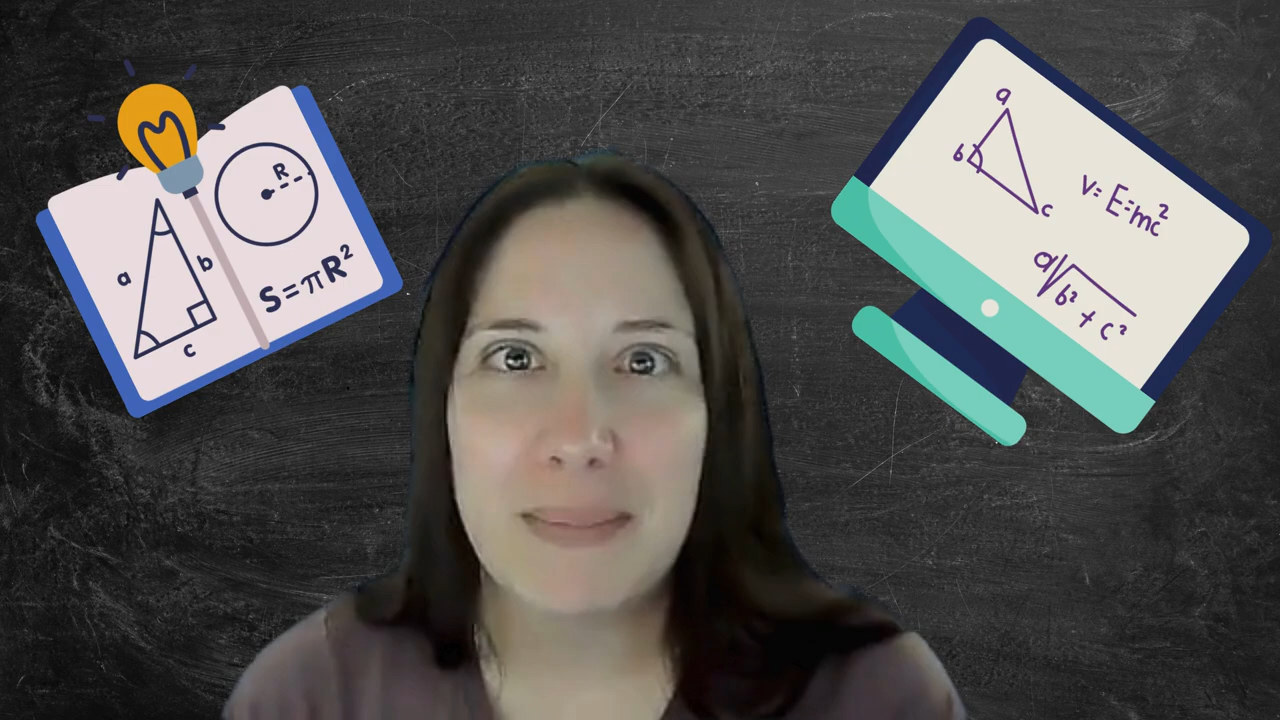 R
a
b
S=πR²
c
a
b
c
v= E=mc²
a√b²+c²